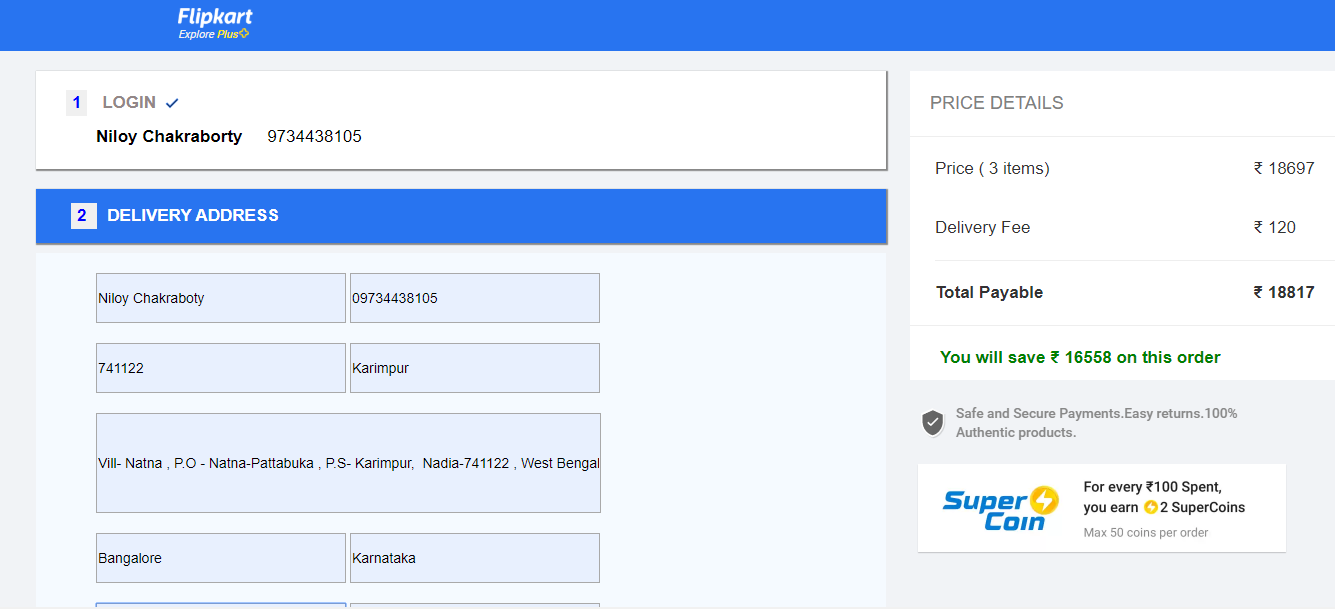 Flipkart
Explore Plus
1 LOGIN
Niloy Chakraborty 9734438105
2 DELIVERY ADDRESS
Niloy Chakraboty 09734438105
741122 Karimpur
Vill- Natna , P.O - Natna-Pattabuka , P.S- Karimpur, Nadia-741122 , West Bengal
Bangalore Karnataka
PRICE DETAILS
Price ( 3 items) ₹ 18697
Delivery Fee ₹ 120
Total Payable ₹ 18817
You will save ₹ 16558 on this order
Safe and Secure Payments.Easy returns.100%
Authentic products.
Super
Coin
For every ₹100 Spent,
you earn 2 SuperCoins
Max 50 coins per order